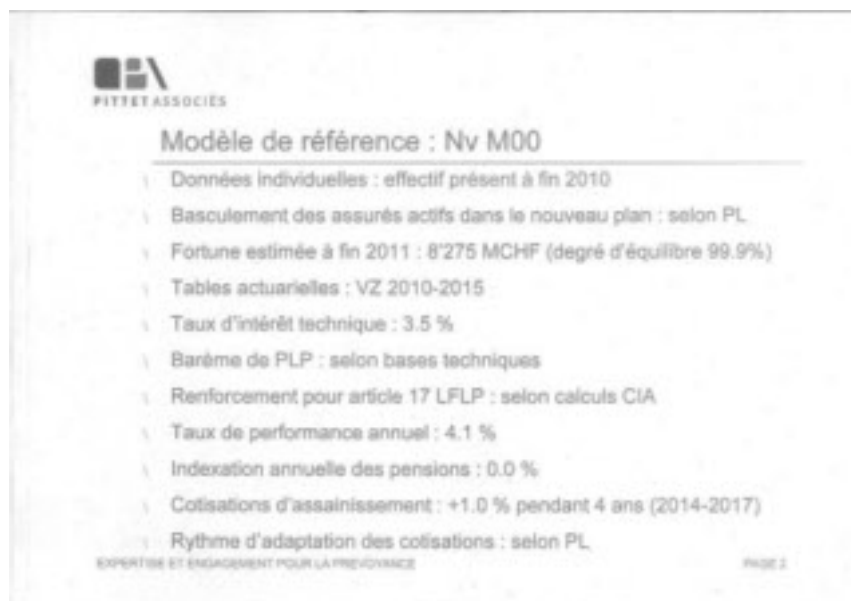 PITTET ASSOCIÉS
Modèle de référence : Nv M00
\ Données individuelles : effectif présent à fin 2010
\ Basculement des assurés actifs dans le nouveau plan : selon PL
\ Fortune estimée à fin 2011 : 8'275 MCHF (degré d'équilibre 99.9%)
\ Tables actuarielles : VZ 2010-2015
\ Taux d'intérêt technique : 3.5 %
\ Barème de PLP : selon bases techniques
\ Renforcement pour article 17 LFLP : selon calculs CIA
\ Taux de performance annuel : 4.1 %
\ Indexation annuelle des pensions : 0.0 %
\ Cotisations d'assainissement : +1.0 % pendant 4 ans (2014-2017)
\ Rythme d'adaptation des cotisations : selon PL
EXPERTISE ET ENGAGEMENT POUR LA PRÉVOYANCE
PAGE 2